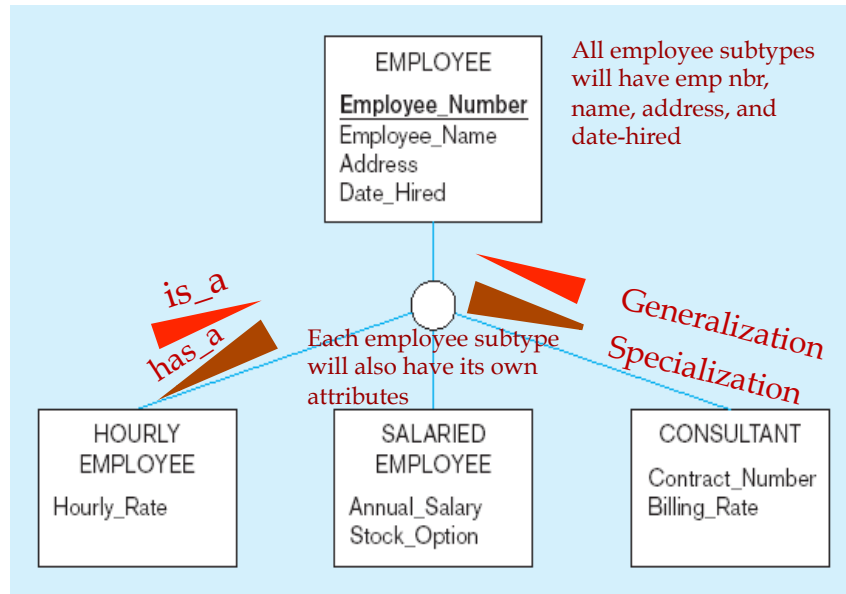 EMPLOYEE
Employee_Number
Employee_Name
Address
Date_Hired
All employee subtypes
will have emp nbr,
name, address, and
date-hired
is_a
has_a
Generalization
Specialization
Each employee subtype
will also have its own
attributes
HOURLY
EMPLOYEE
Hourly_Rate
SALARIED
EMPLOYEE
Annual_Salary
Stock_Option
CONSULTANT
Contract_Number
Billing_Rate